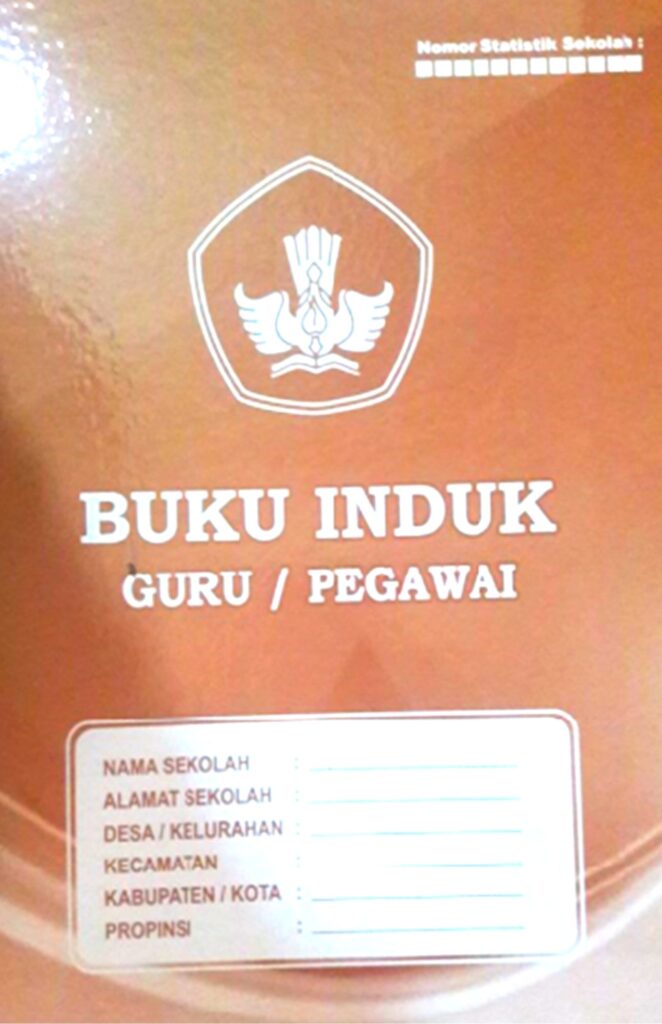 Nomor Statistik Sekolah :
BUKU INDUK
GURU / PEGAWAI
NAMA SEKOLAH :
ALAMAT SEKOLAH :
DESA / KELURAHAN :
KECAMATAN :
KABUPATEN / KOTA :
PROPINSI :